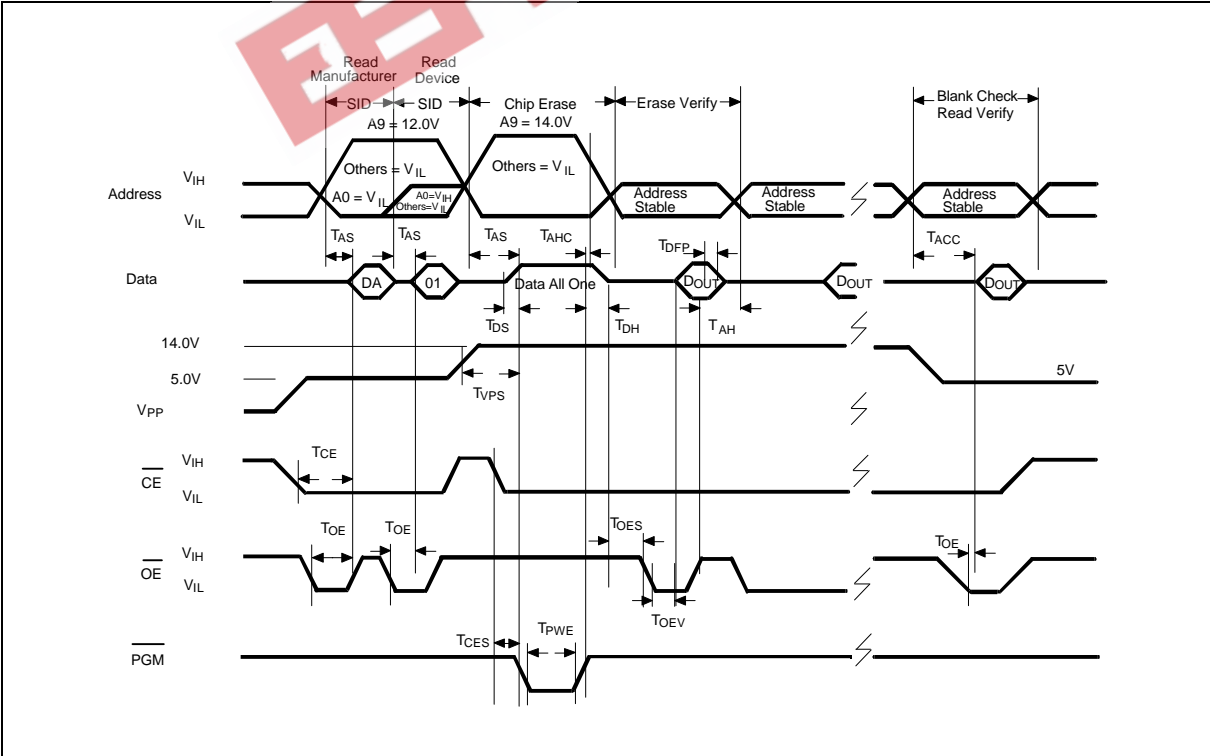 Read
Manufacturer
Read
Device
SID
SID
Chip Erase
Erase Verify
Blank Check
Read Verify
A9 = 12.0V
A9 = 14.0V
Others = VIL
Others = VIL
Address
VIH
VIL
A0 = VIL
A0=VIH
Others=VIL
Address
Stable
Address
Stable
Address
Stable
TAS
TAS
TAS
TAHC
TDFP
TACC
Data
DA
01
Data All One
DOUT
DOUT
DOUT
TDS
TDH
TAH
14.0V
5.0V
VPP
TVPS
5V
CE
VIH
VIL
TCE
OE
VIH
VIL
TOE
TOE
TOES
TOE
TOEV
PGM
TCES
TPWE